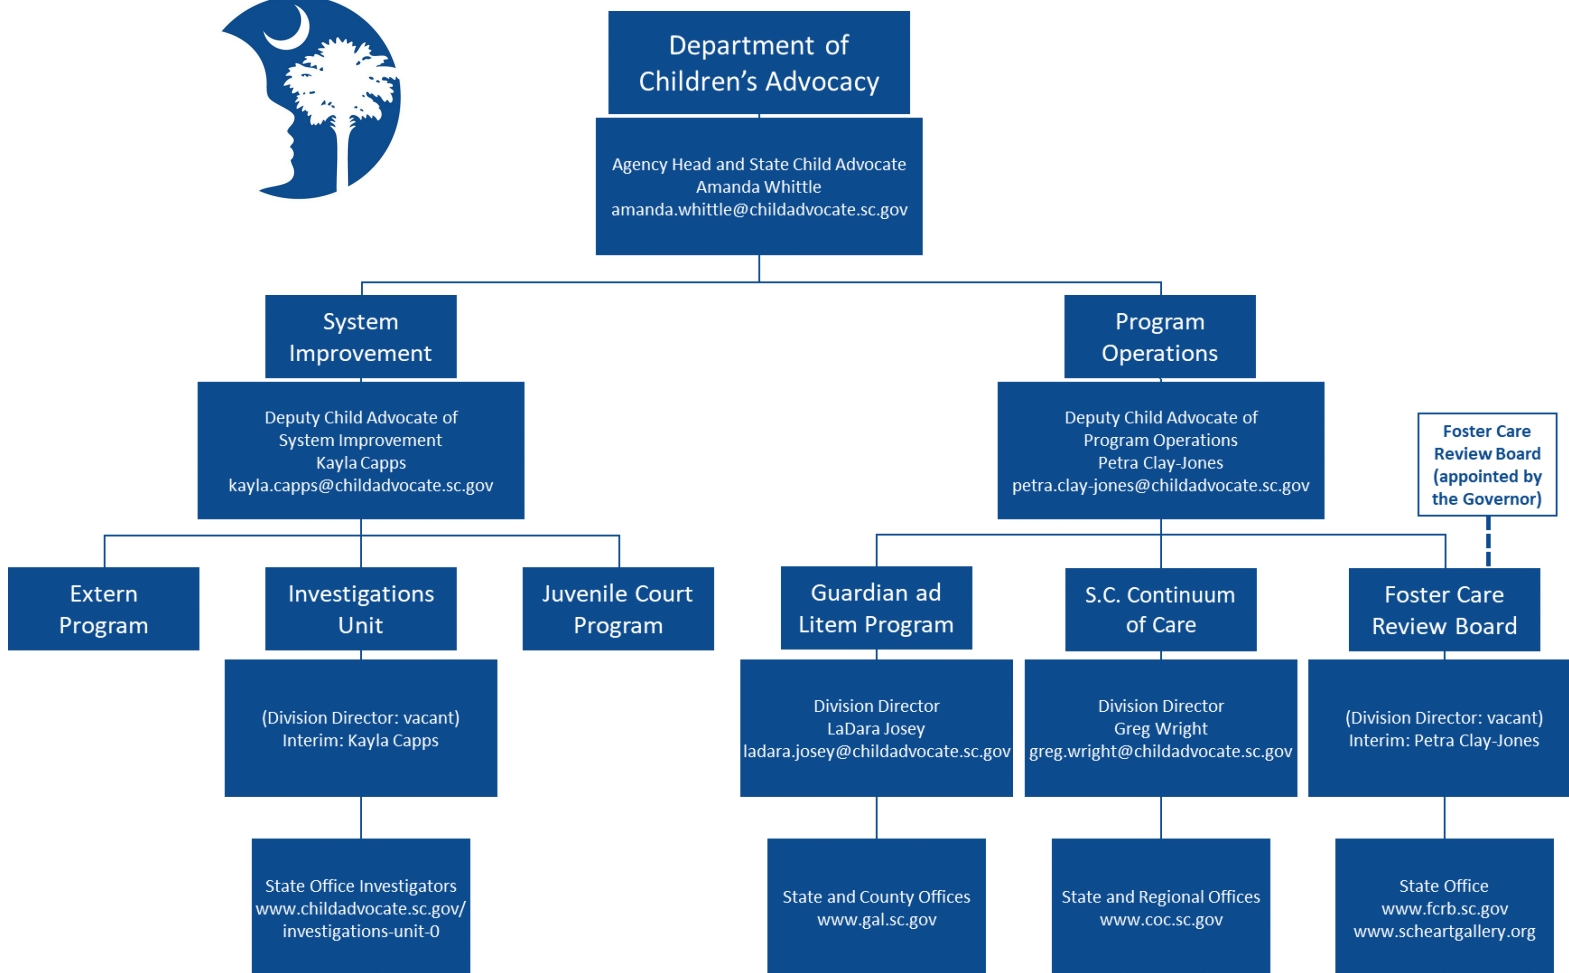 Department of
Children's Advocacy
Agency Head and State Child Advocate
Amanda Whittle
amanda.whittle@childadvocate.sc.gov
System
Improvement
Deputy Child Advocate of
System Improvement
Kayla Capps
kayla.capps@childadvocate.sc.gov
Program
Operations
Deputy Child Advocate of
Program Operations
Petra Clay-Jones
petra.clay-jones@childadvocate.sc.gov
Foster Care
Review Board
(appointed by
the Governor)
Extern
Program
Investigations
Unit
(Division Director: vacant)
Interim: Kayla Capps
State Office Investigators
www.childadvocate.sc.gov/
investigations-unit-0
Juvenile Court
Program
Guardian ad
Litem Program
Division Director
LaDara Josey
ladara.josey@childadvocate.sc.gov
State and County Offices
www.gal.sc.gov
S.C. Continuum
of Care
Division Director
Greg Wright
greg.wright@childadvocate.sc.gov
State and Regional Offices
www.coc.sc.gov
Foster Care
Review Board
(Division Director: vacant)
Interim: Petra Clay-Jones
State Office
www.fcrb.sc.gov
www.scheartgallery.org